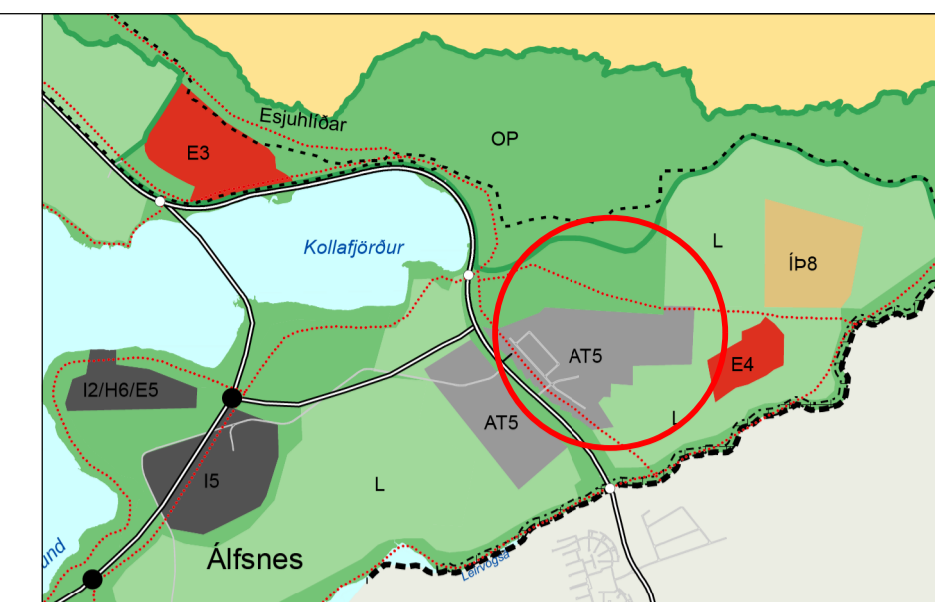 Esjuhlíðar
OP
E3
Kollafjörður
L
ÍÞ8
AT5
E4
I2/H6/E5
AT5
L
I5
L
Álfsnes
und
Leirvogsá